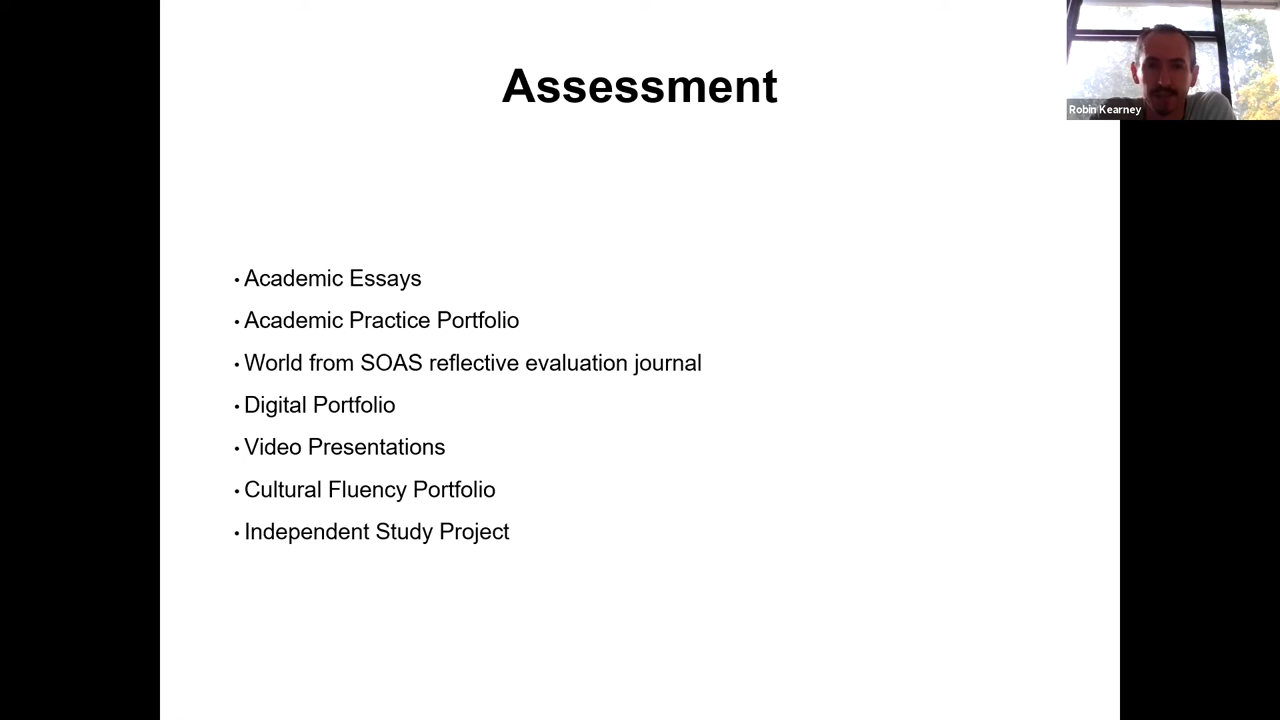 Assessment
Robin Kearney
• Academic Essays
• Academic Practice Portfolio
• World from SOAS reflective evaluation journal
• Digital Portfolio
• Video Presentations
• Cultural Fluency Portfolio
• Independent Study Project